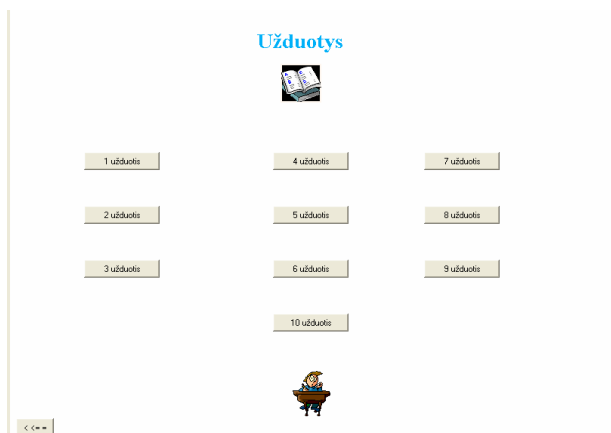 Užduotys
1 užduotis
4 užduotis
7 užduotis
2 užduotis
5 užduotis
8 užduotis
3 užduotis
6 užduotis
9 užduotis
10 užduotis
< <= =